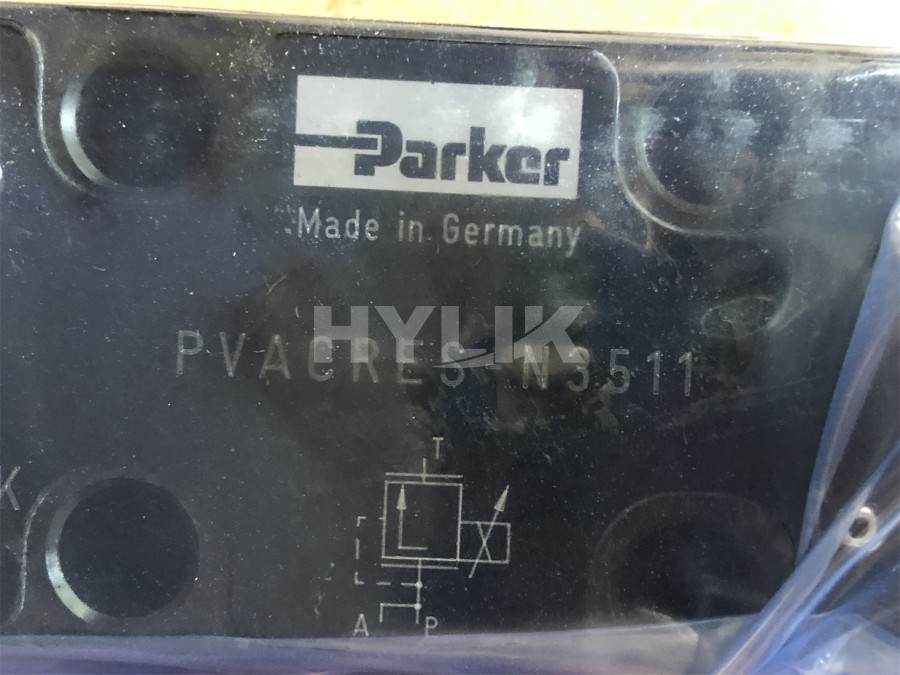 Parker
Made in Germany
HYLIK
PVACRES-N3511
T
K
A P